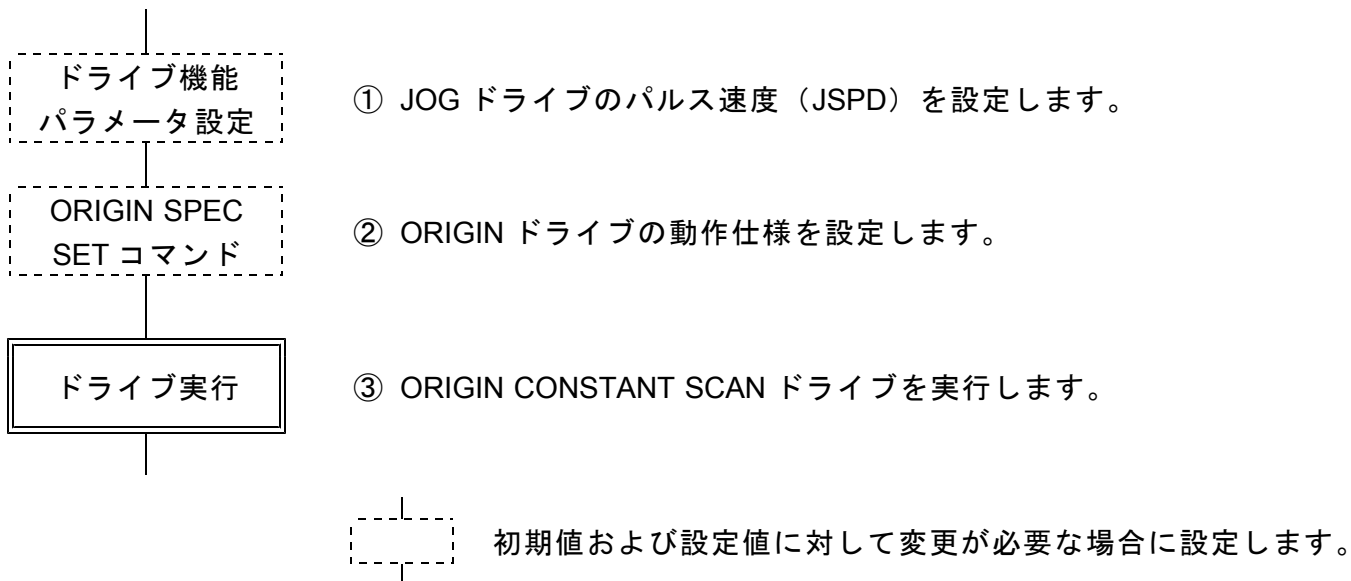 ドライブ機能
パラメータ設定
① JOG ドライブのパルス速度（JSPD）を設定します。
ORIGIN SPEC
SET コマンド
② ORIGIN ドライブの動作仕様を設定します。
ドライブ実行
③ ORIGIN CONSTANT SCAN ドライブを実行します。
初期値および設定値に対して変更が必要な場合に設定します。